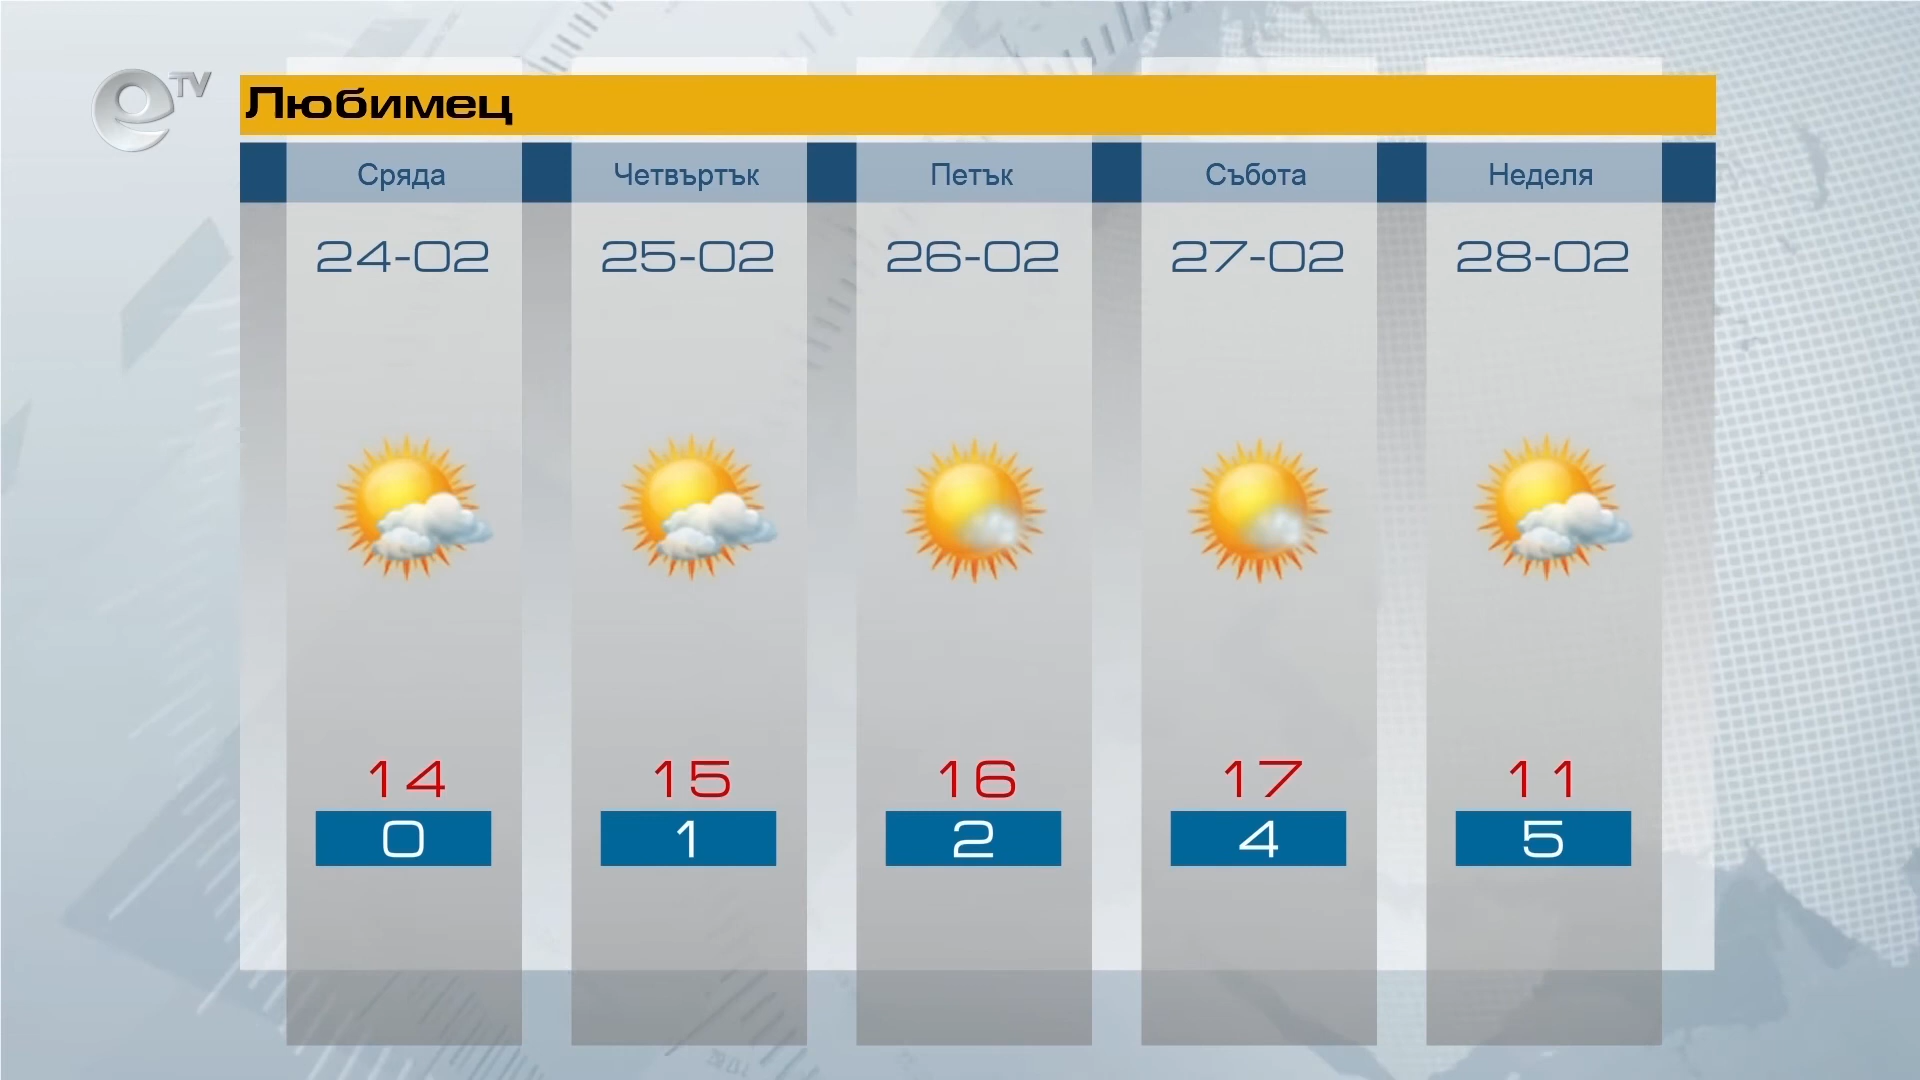 eTV
Любимец
Сряда Четвъртък Петък Събота Неделя
24-02 25-02 26-02 27-02 28-02
14 15 16 17 11
0 1 2 4 5